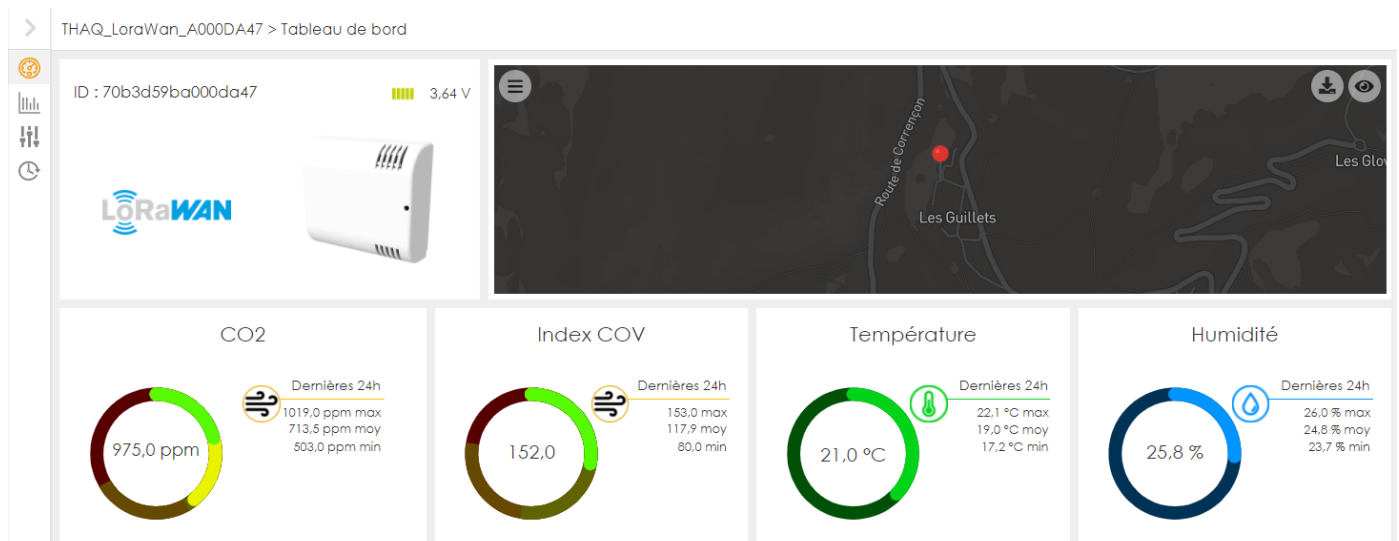 THAQ_LoraWan_A000DA47 > Tableau de bord
ID : 70b3d59ba000da47
3,64 V
LoRaWAN
Route de Corrençon
Les Guillets
CO2
Dernières 24h
1019,0 ppm max
713,5 ppm moy
503,0 ppm min
975,0 ppm
Index COV
Dernières 24h
153,0 max
117,9 moy
80,0 min
152,0
Température
Dernières 24h
22,1 °C max
19,0 °C moy
17,2 °C min
21,0 °C
Humidité
Dernières 24h
26,0 % max
24,8 % moy
23,7 % min
25,8 %